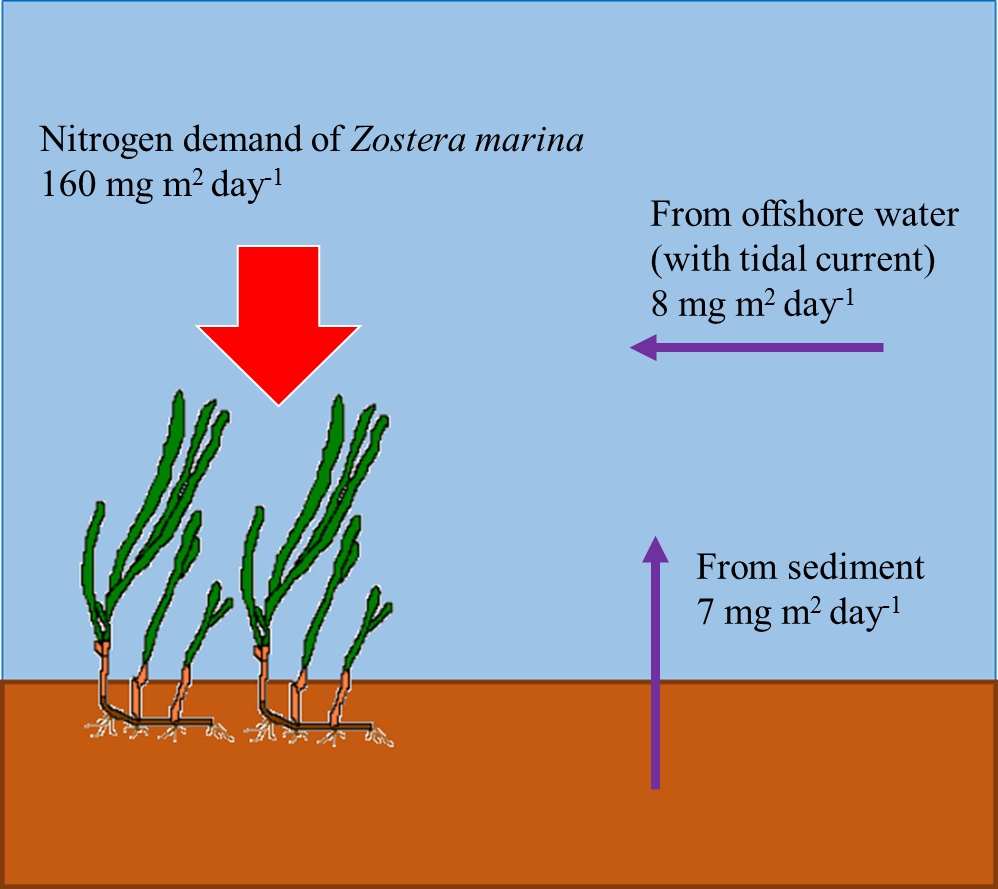 Nitrogen demand of Zostera marina
160 mg m² day⁻¹
From offshore water
(with tidal current)
8 mg m² day⁻¹
From sediment
7 mg m² day⁻¹